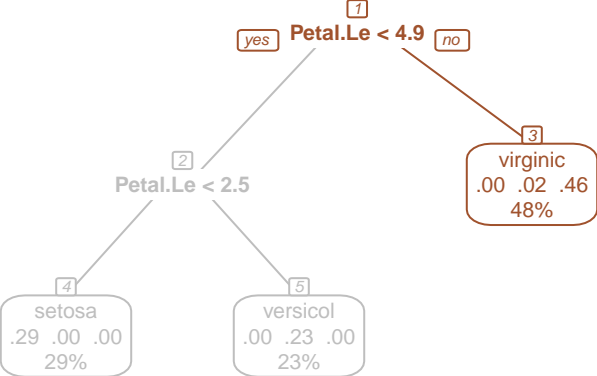 1
yes Petal.Le < 4.9 no
2
Petal.Le < 2.5
3
virginic
.00 .02 .46
48%
4
setosa
.29 .00 .00
29%
5
versicol
.00 .23 .00
23%